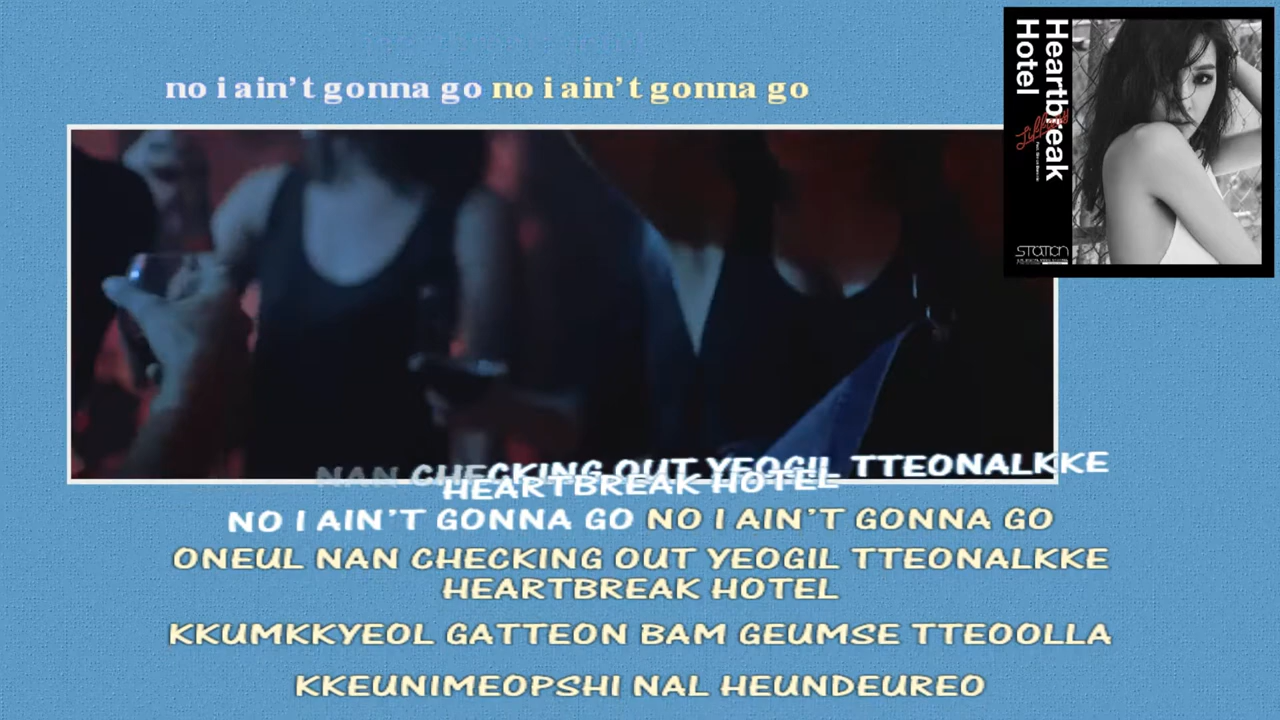 no i ain't gonna go no i ain't gonna go
Heartbreak
Hotel
Tiffany
STATION
NAN CHECKING OUT YEOGIL TTEONALKKE
HEARTBREAK HOTEL
NO I AIN'T GONNA GO NO I AIN'T GONNA GO
ONEUL NAN CHECKING OUT YEOGIL TTEONALKKE
HEARTBREAK HOTEL
KKUMKKYEOL GATTEON BAM GEUMSE TTEOOLLA
KKEUNIMEOPSHI NAL HEUNDEUREO